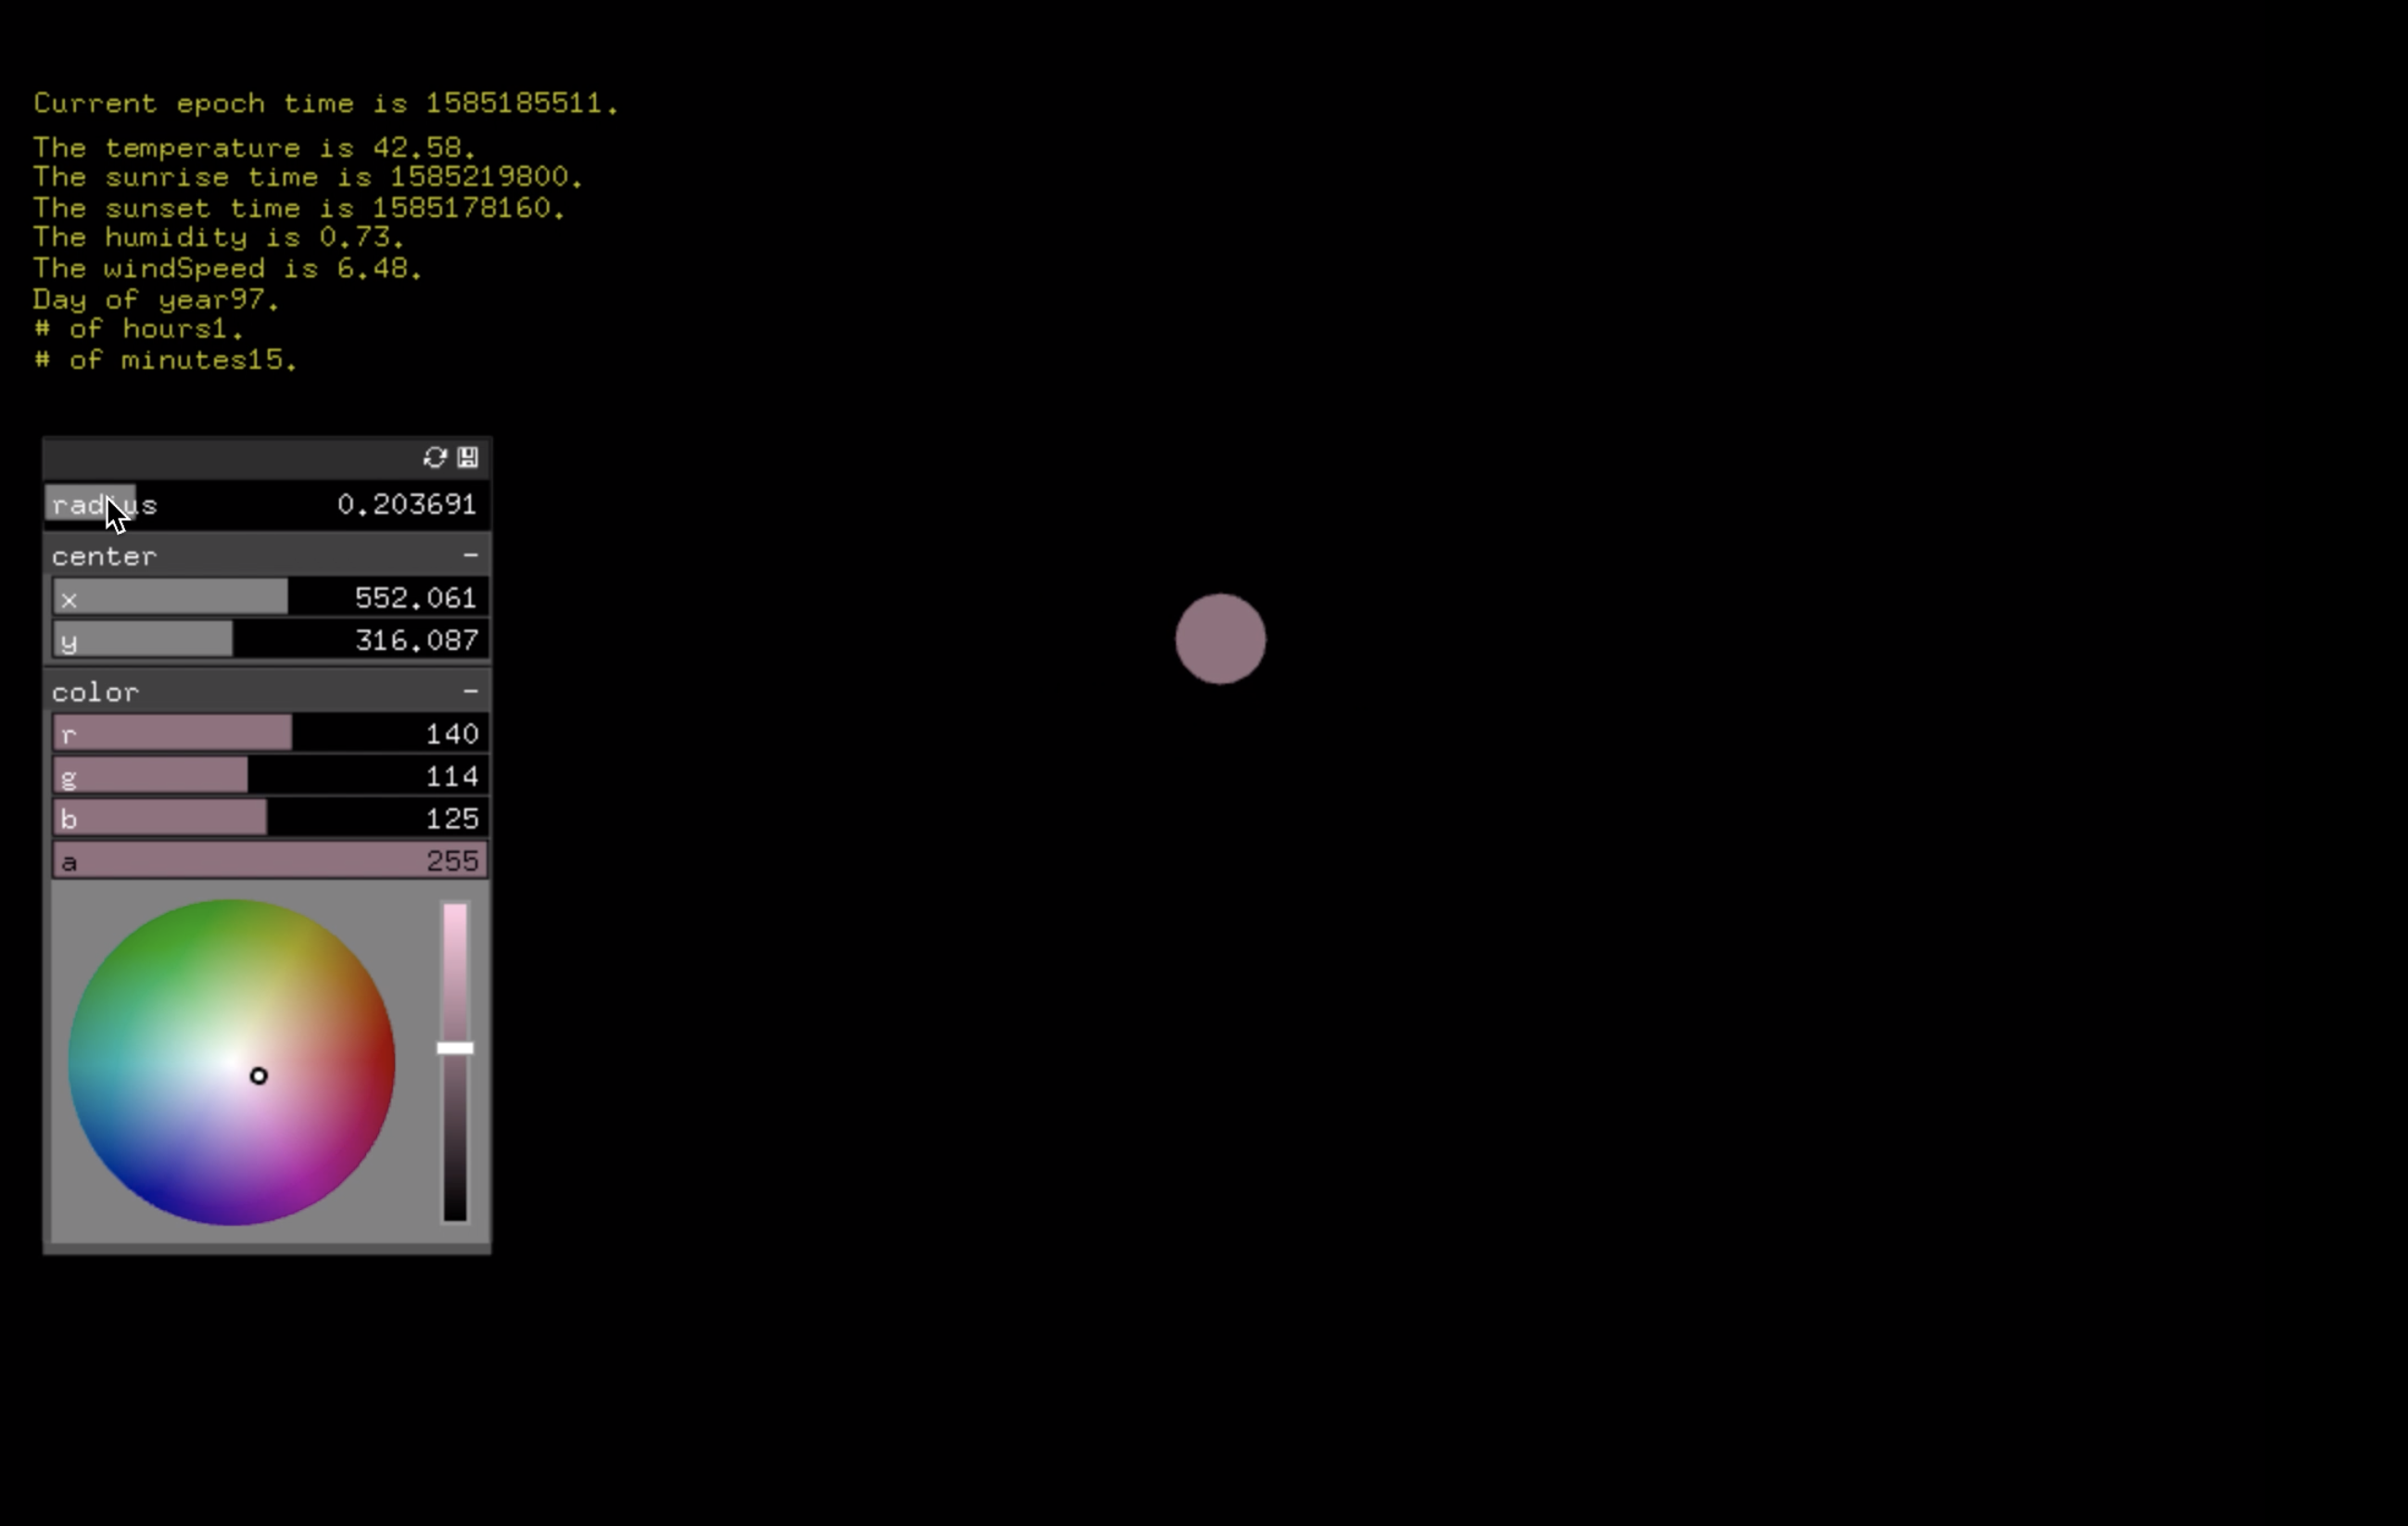 Current epoch time is 1585185511.
The temperature is 42.58.
The sunrise time is 1585219800.
The sunset time is 1585178160.
The humidity is 0.73.
The windSpeed is 6.48.
Day of year97.
# of hours1.
# of minutes15.
radius 0.203691
center -
x 552.061
y 316.087
color -
r 140
g 114
b 125
a 255